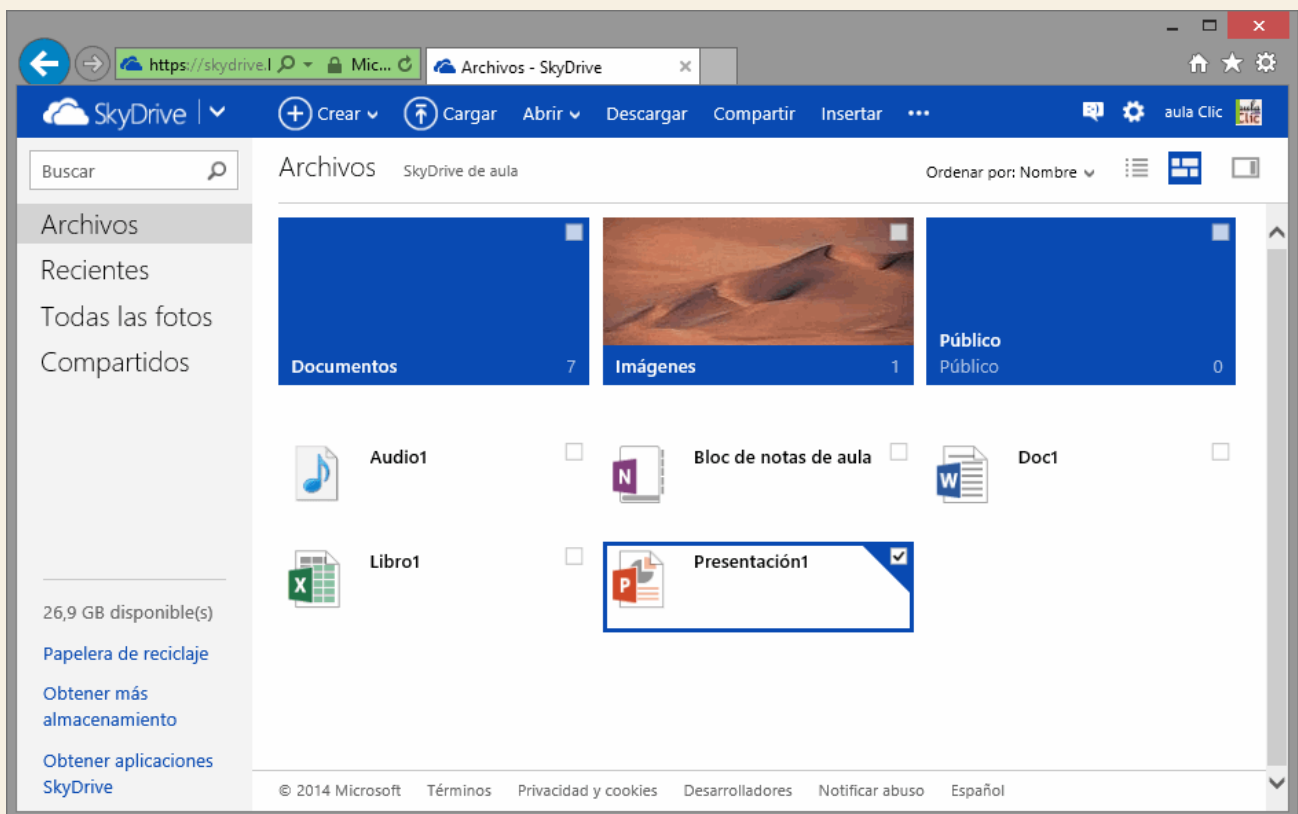 https://skydrive.l
Mic...
Archivos - SkyDrive
SkyDrive
Crear
Cargar
Abrir
Descargar
Compartir
Insertar
•••
aula Clic
aula
clic
Buscar
Archivos
Recientes
Todas las fotos
Compartidos
26,9 GB disponible(s)
Papelera de reciclaje
Obtener más
almacenamiento
Obtener aplicaciones
SkyDrive
Archivos
SkyDrive de aula
Ordenar por: Nombre
Documentos 7
Imágenes 1
Público
Público 0
Audio1
Bloc de notas de aula
N
Doc1
W
Libro1
X
Presentación1
P
© 2014 Microsoft Términos Privacidad y cookies Desarrolladores Notificar abuso Español